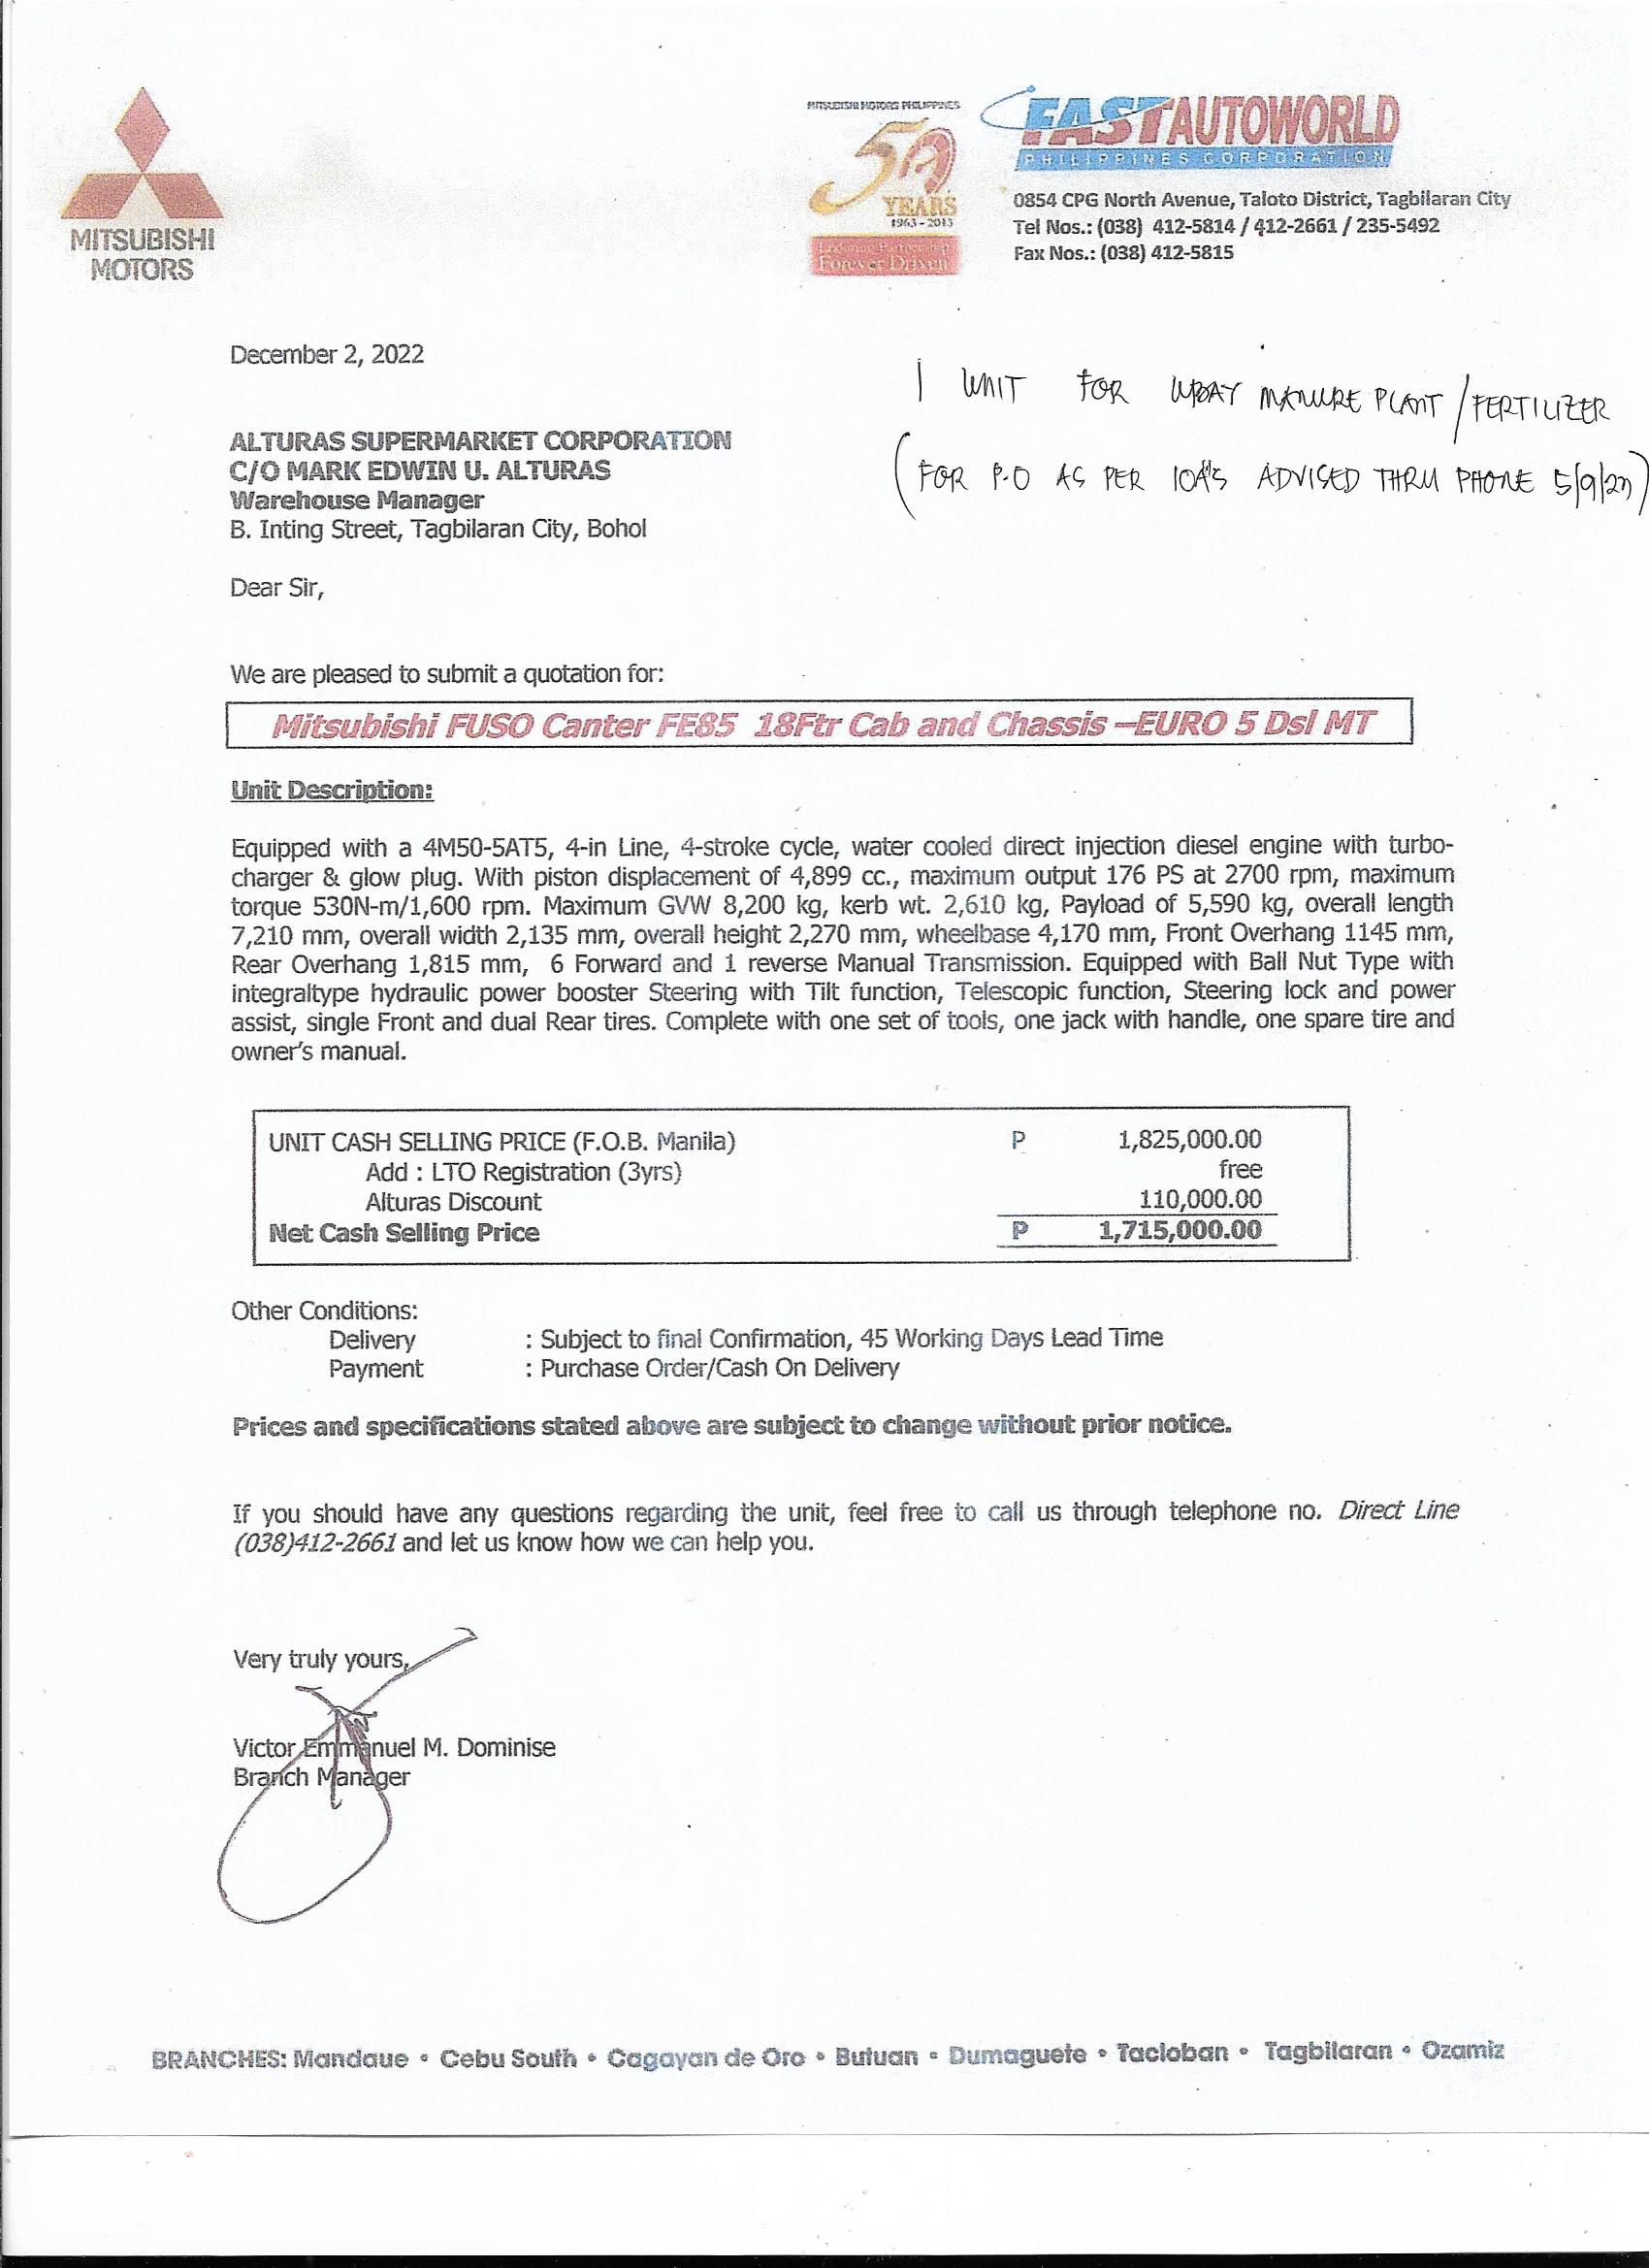 MITSUBISHI
MOTORS
MITSUBISHI MOTORS PHILIPPINES
50
YEARS
1963-2013
Forever Driven
FASTAUTOWORLD
PHILIPPINES CORPORATION
0854 CPG North Avenue, Taloto District, Tagbilaran City
Tel Nos.: (038) 412-5814 / 412-2661 / 235-5492
Fax Nos.: (038) 412-5815
December 2, 2022
1 UNIT FOR UBAY MANURE PLANT/FERTILIZER
(FOR P.O AS PER IOA'S ADVISED THRU PHONE
ALTURAS SUPERMARKET CORPORATION
C/O MARK EDWIN U. ALTURAS
Warehouse Manager
B. Inting Street, Tagbilaran City, Bohol
Dear Sir,
We are pleased to submit a quotation for:
Mitsubishi FUSO Canter FE85 18Ftr Cab and Chassis –EURO 5 Dsl MT
Unit Description:
Equipped with a 4M50-5AT5, 4-in Line, 4-stroke cycle, water cooled direct injection diesel engine with turbo-
charger & glow plug. With piston displacement of 4,899 cc., maximum output 176 PS at 2700 rpm, maximum
torque 530N-m/1,600 rpm. Maximum GVW 8,200 kg, kerb wt. 2,610 kg, Payload of 5,590 kg, overall length
7,210 mm, overall width 2,135 mm, overall height 2,270 mm, wheelbase 4,170 mm, Front Overhang 1145 mm,
Rear Overhang 1,815 mm, 6 Forward and 1 reverse Manual Transmission. Equipped with Ball Nut Type with
integraltype hydraulic power booster Steering with Tilt function, Telescopic function, Steering lock and power
assist, single Front and dual Rear tires. Complete with one set of tools, one jack with handle, one spare tire and
owner's manual.
UNIT CASH SELLING PRICE (F.O.B. Manila) P 1,825,000.00
Add : LTO Registration (3yrs) free
Alturas Discount 110,000.00
Net Cash Selling Price P 1,715,000.00
Other Conditions:
Delivery : Subject to final Confirmation, 45 Working Days Lead Time
Payment : Purchase Order/Cash On Delivery
Prices and specifications stated above are subject to change without prior notice.
If you should have any questions regarding the unit, feel free to call us through telephone no. Direct Line
(038)412-2661 and let us know how we can help you.
Very truly yours,
Victor Emmanuel M. Dominise
Branch Manager
BRANCHES: Mandaue • Cebu South • Cagayan de Oro • Butuan • Dumaguete • Tacloban • Tagbilaran • Ozamiz